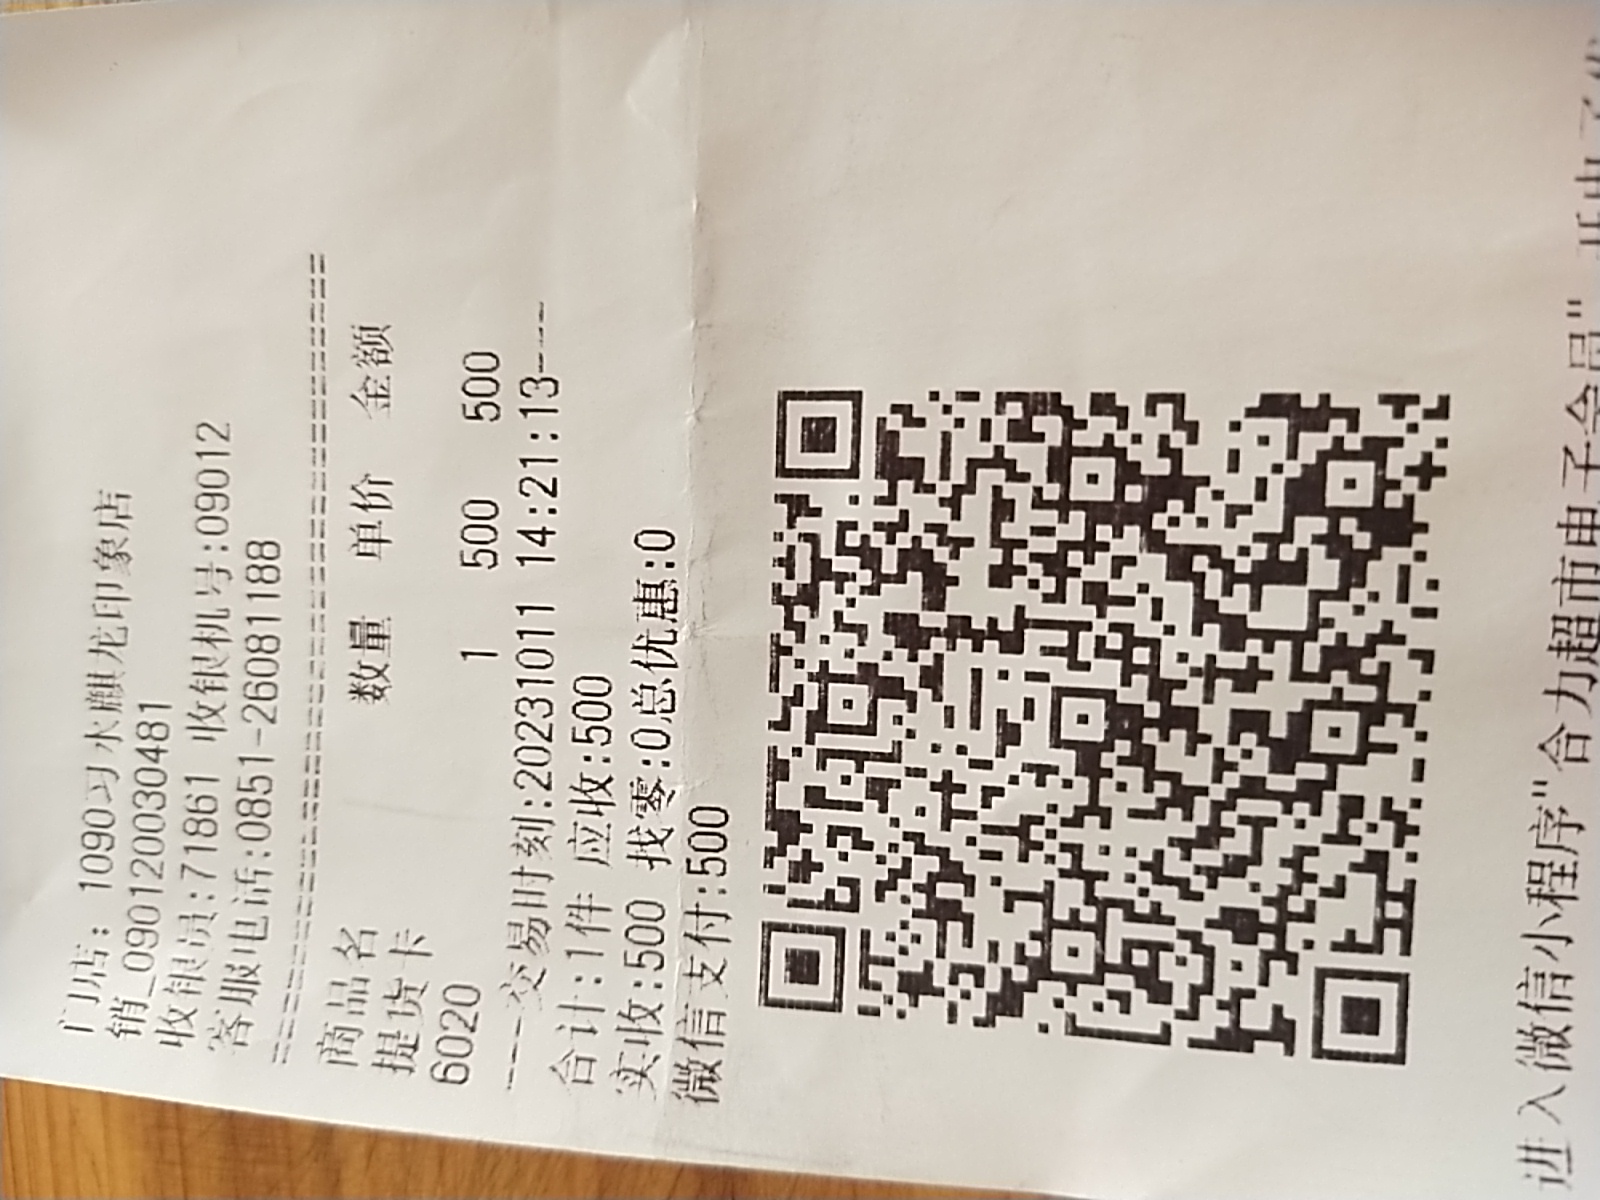 门店: 1090习水麒龙印象店
销_090120030481
收银员:71861 收银机号:09012
客服电话:0851-26081188
商品名 数量 单价 金额
提货卡
6020 1 500 500
----交易时刻:20231011 14:21:13----
合计:1件 应收:500
实收:500 找零:0总优惠:0
微信支付:500
进入微信小程序"合力超市电子会员",开电子